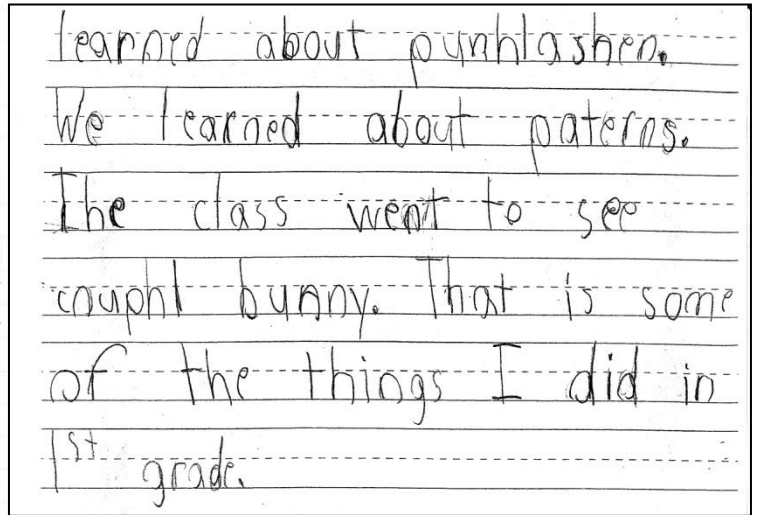 learned about punhlashen.
We learned about paterns.
The class went to see
couphl bunny. That is some
of the things I did in
1st grade.